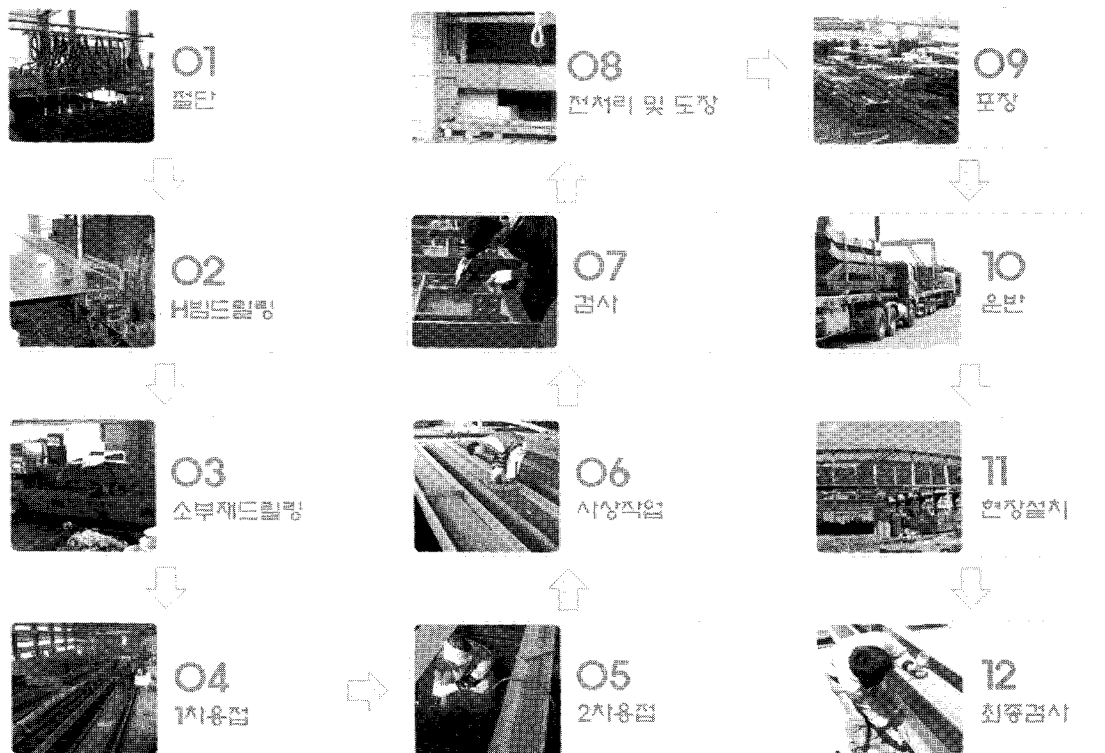 01
절단
02
H빔드릴링
03
소부재드릴링
04
1차용접
05
2차용접
06
사상작업
07
검사
08
전처리 및 도장
09
포장
10
운반
11
현장설치
12
최종검사